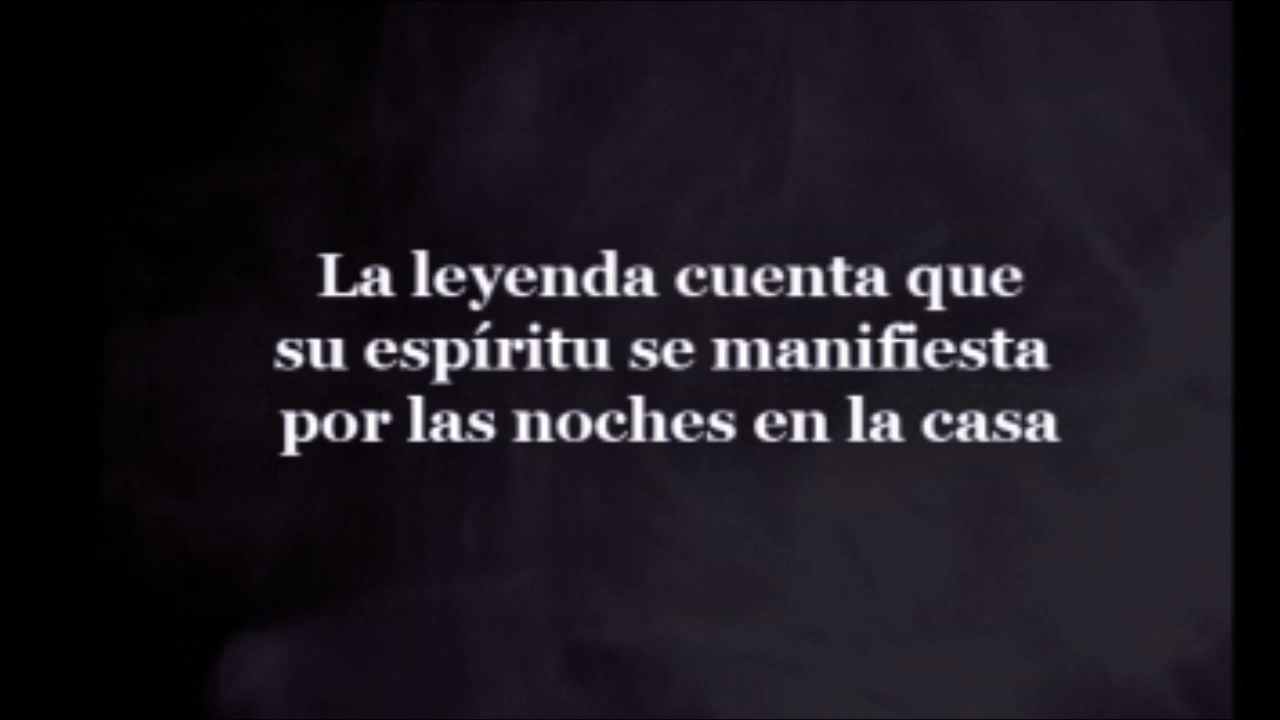 La leyenda cuenta que
su espíritu se manifiesta
por las noches en la casa